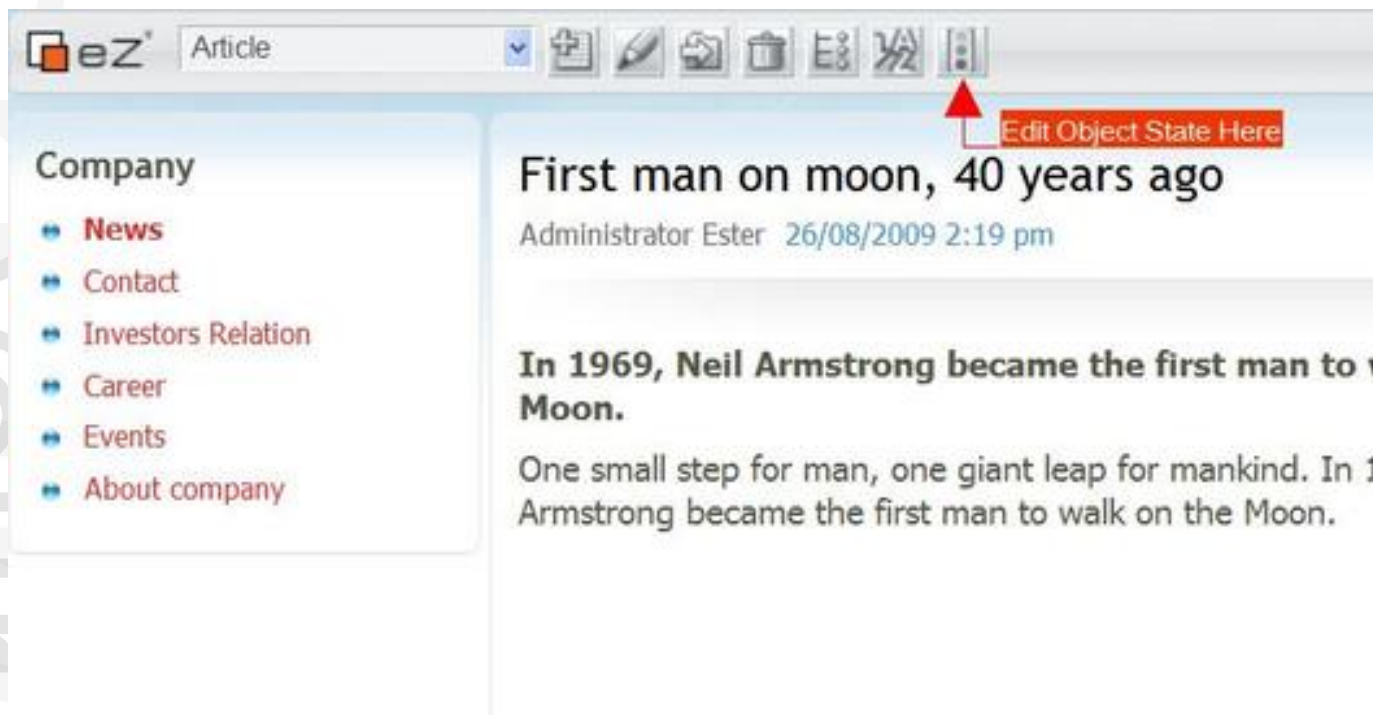 eZ Article
Edit Object State Here
Company
News
Contact
Investors Relation
Career
Events
About company
First man on moon, 40 years ago
Administrator Ester 26/08/2009 2:19 pm
In 1969, Neil Armstrong became the first man to
Moon.
One small step for man, one giant leap for mankind. In
Armstrong became the first man to walk on the Moon.